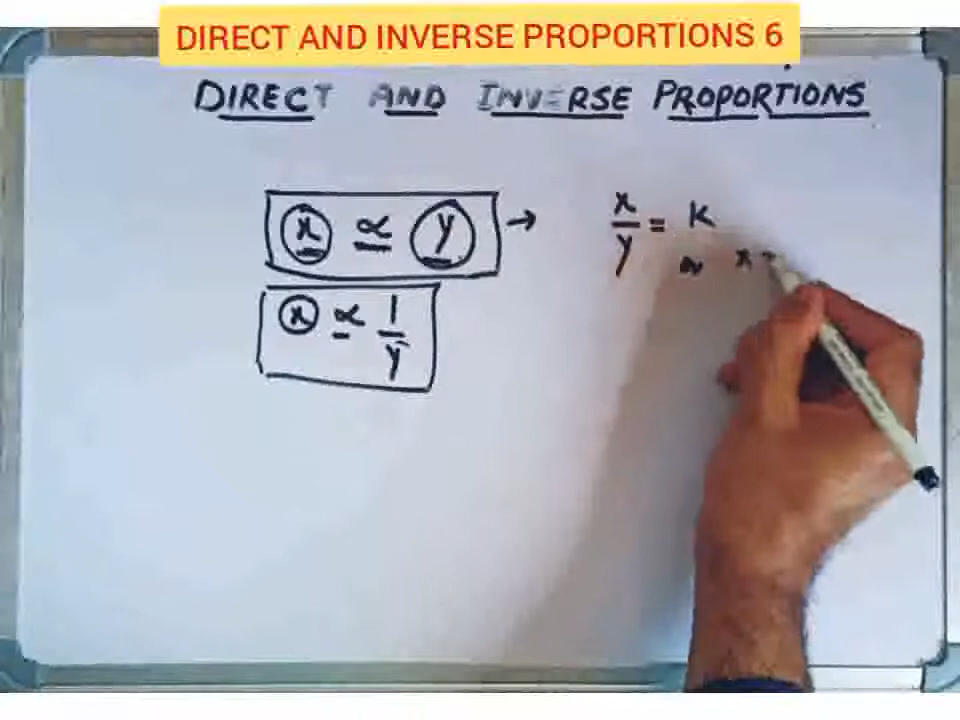 DIRECT AND INVERSE PROPORTIONS 6
DIRECT AND INVERSE PROPORTIONS
x ∝ y → x/y = K
x =
x ∝ 1/y